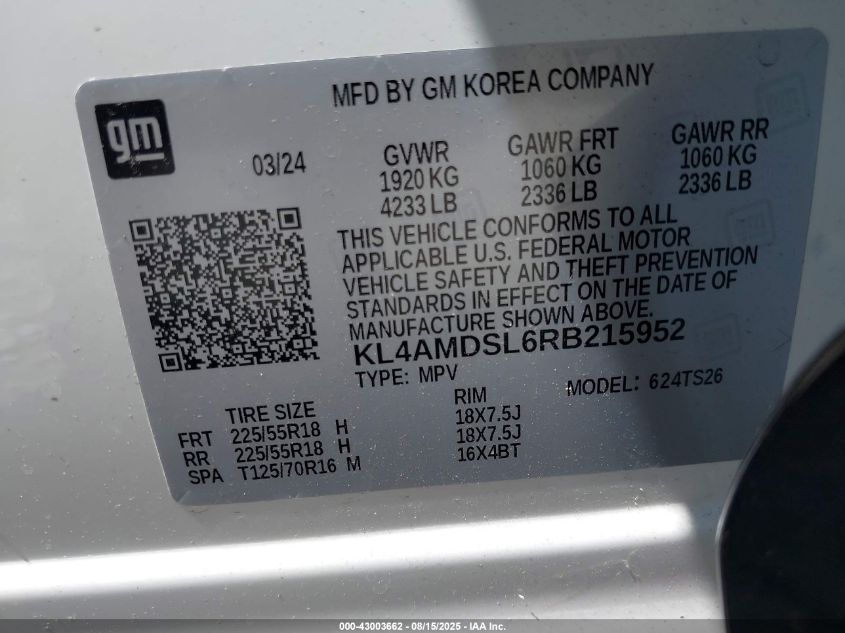 MFD BY GM KOREA COMPANY
gm
03/24
GVWR GAWR FRT GAWR RR
1920 KG 1060 KG 1060 KG
4233 LB 2336 LB 2336 LB
THIS VEHICLE CONFORMS TO ALL
APPLICABLE U.S. FEDERAL MOTOR
VEHICLE SAFETY AND THEFT PREVENTION
STANDARDS IN EFFECT ON THE DATE OF
MANUFACTURE SHOWN ABOVE.
KL4AMDSL6RB215952
TYPE: MPV MODEL: 624TS26
TIRE SIZE RIM
FRT 225/55R18 H 18X7.5J
RR 225/55R18 H 18X7.5J
SPA T125/70R16 M 16X4BT
000-43003662 - 08/15/2025 - IAA Inc.